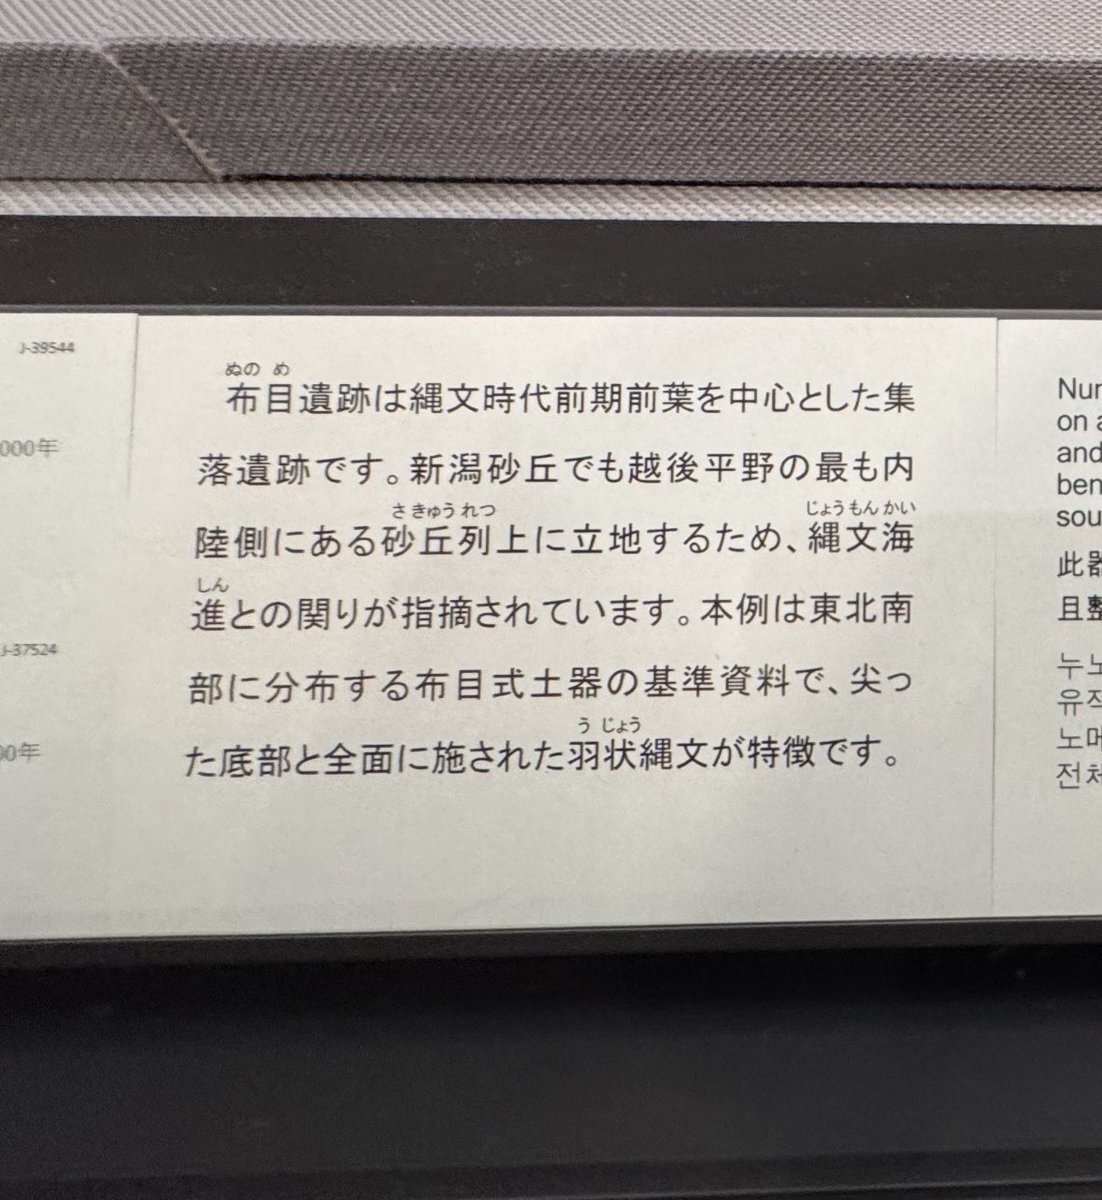 J-39544
000年
J-37524
00年
ぬの め
布目遺跡は縄文時代前期前葉を中心とした集
落遺跡です。新潟砂丘でも越後平野の最も内
さ きゅう れつ じょう もん かい
陸側にある砂丘列上に立地するため、縄文海
しん
進との関りが指摘されています。本例は東北南
部に分布する布目式土器の基準資料で、尖っ
う じょう
た底部と全面に施された羽状縄文が特徴です。
Nun
on a
and
ben
sou
此器
且整
누노
유적
노메
전체